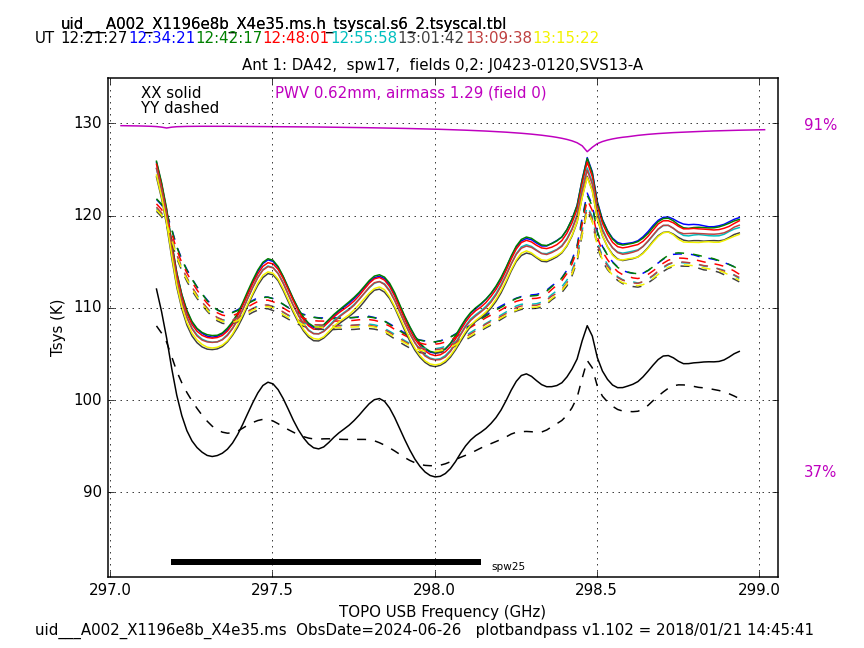 uid___A002_X1196e8b_X4e35.ms.h_tsyscal.s6_2.tsyscal.tbl
UT 12:21:27 12:34:21 12:42:17 12:48:01 12:55:58 13:01:42 13:09:38 13:15:22
Ant 1: DA42, spw17, fields 0,2: J0423-0120,SVS13-A
XX solid PWV 0.62mm, airmass 1.29 (field 0)
YY dashed
130
91%
120
110
100
90
37%
Tsys (K)
spw25
297.0 297.5 298.0 298.5 299.0
TOPO USB Frequency (GHz)
uid___A002_X1196e8b_X4e35.ms ObsDate=2024-06-26 plotbandpass v1.102 = 2018/01/21 14:45:41